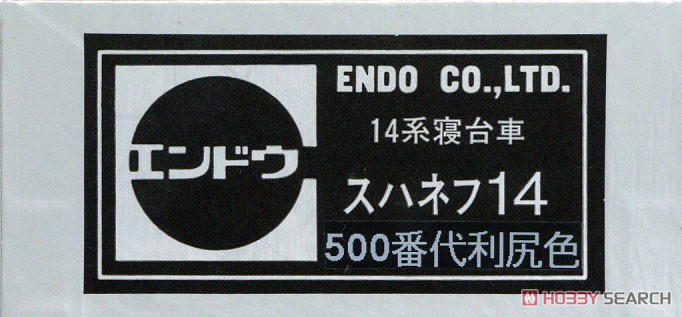 エンドウ
ENDO CO.,LTD.
14系寝台車
スハネフ14
500番代利尻色
HOBBY SEARCH